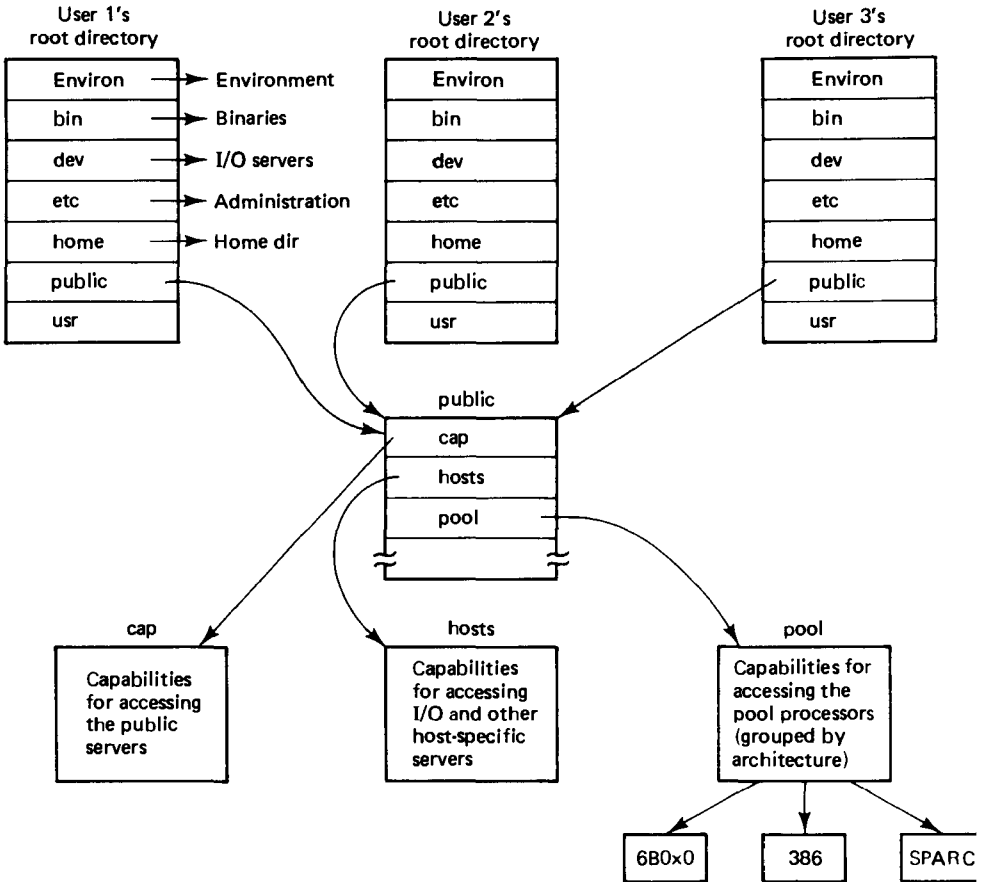 User 1's
root directory
Environ
bin
dev
etc
home
public
usr
Environment
Binaries
I/O servers
Administration
Home dir
User 2's
root directory
Environ
bin
dev
etc
home
public
usr
User 3's
root directory
Environ
bin
dev
etc
home
public
usr
public
cap
hosts
pool
cap
Capabilities
for accessing
the public
servers
hosts
Capabilities
for accessing
I/O and other
host-specific
servers
pool
Capabilities for
accessing the
pool processors
(grouped by
architecture)
6B0x0
386
SPARC